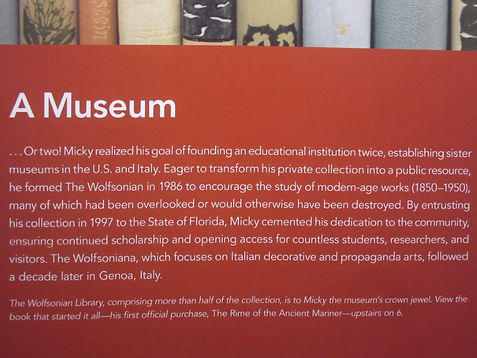 A Museum
...Or two! Micky realized his goal of founding an educational institution twice, establishing sister
museums in the U.S. and Italy. Eager to transform his private collection into a public resource,
he formed The Wolfsonian in 1986 to encourage the study of modern-age works (1850–1950),
many of which had been overlooked or would otherwise have been destroyed. By entrusting
his collection in 1997 to the State of Florida, Micky cemented his dedication to the community,
ensuring continued scholarship and opening access for countless students, researchers, and
visitors. The Wolfsoniana, which focuses on Italian decorative and propaganda arts, followed
a decade later in Genoa, Italy.
The Wolfsonian Library, comprising more than half of the collection, is to Micky the museum's crown jewel. View the
book that started it all—his first official purchase, The Rime of the Ancient Mariner—upstairs on 6.